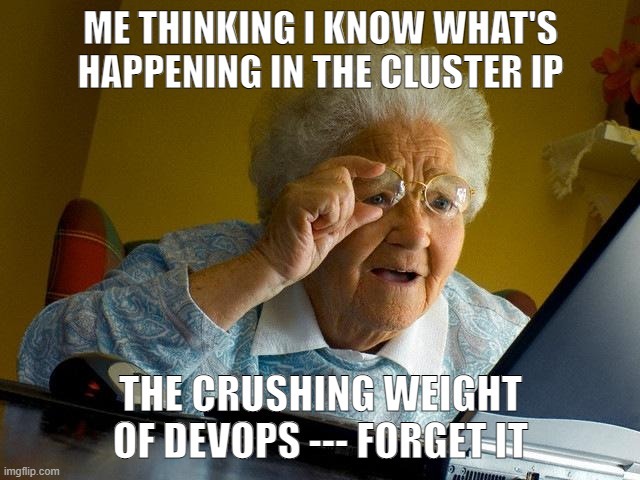 ME THINKING I KNOW WHAT'S
HAPPENING IN THE CLUSTER IP
THE CRUSHING WEIGHT
OF DEVOPS --- FORGET IT
imgflip.com